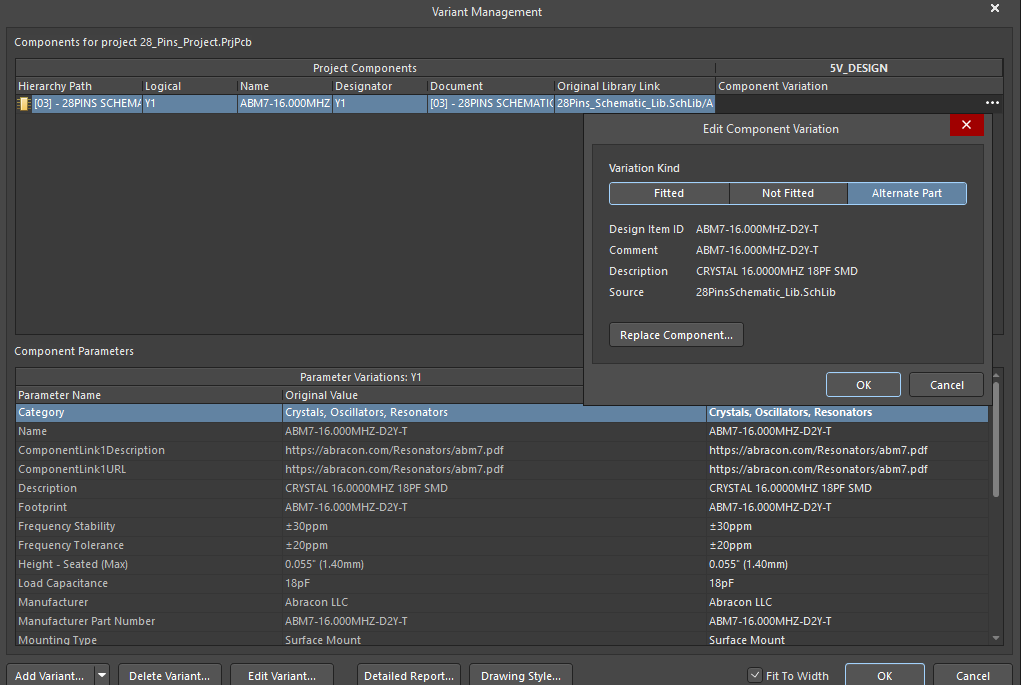 Variant Management
Components for project 28_Pins_Project.PrjPcb
Project Components 5V_DESIGN
Hierarchy Path Logical Name Designator Document Original Library Link Component Variation
[03] - 28PINS SCHEMA Y1 ABM7-16.000MHZ Y1 [03] - 28PINS SCHEMATIC 28Pins_Schematic_Lib.SchLib/A ...
Edit Component Variation
Variation Kind
Fitted Not Fitted Alternate Part
Design Item ID ABM7-16.000MHZ-D2Y-T
Comment ABM7-16.000MHZ-D2Y-T
Description CRYSTAL 16.0000MHZ 18PF SMD
Source 28PinsSchematic_Lib.SchLib
Replace Component...
OK Cancel
Component Parameters
Parameter Variations: Y1
Parameter Name Original Value
Category Crystals, Oscillators, Resonators Crystals, Oscillators, Resonators
Name ABM7-16.000MHZ-D2Y-T ABM7-16.000MHZ-D2Y-T
ComponentLink1Description https://abracon.com/Resonators/abm7.pdf https://abracon.com/Resonators/abm7.pdf
ComponentLink1URL https://abracon.com/Resonators/abm7.pdf https://abracon.com/Resonators/abm7.pdf
Description CRYSTAL 16.0000MHZ 18PF SMD CRYSTAL 16.0000MHZ 18PF SMD
Footprint ABM7-16.000MHZ-D2Y-T ABM7-16.000MHZ-D2Y-T
Frequency Stability ±30ppm ±30ppm
Frequency Tolerance ±20ppm ±20ppm
Height - Seated (Max) 0.055" (1.40mm) 0.055" (1.40mm)
Load Capacitance 18pF 18pF
Manufacturer Abracon LLC Abracon LLC
Manufacturer Part Number ABM7-16.000MHZ-D2Y-T ABM7-16.000MHZ-D2Y-T
Mounting Type Surface Mount Surface Mount
Add Variant... Delete Variant... Edit Variant... Detailed Report... Drawing Style... Fit To Width OK Cancel